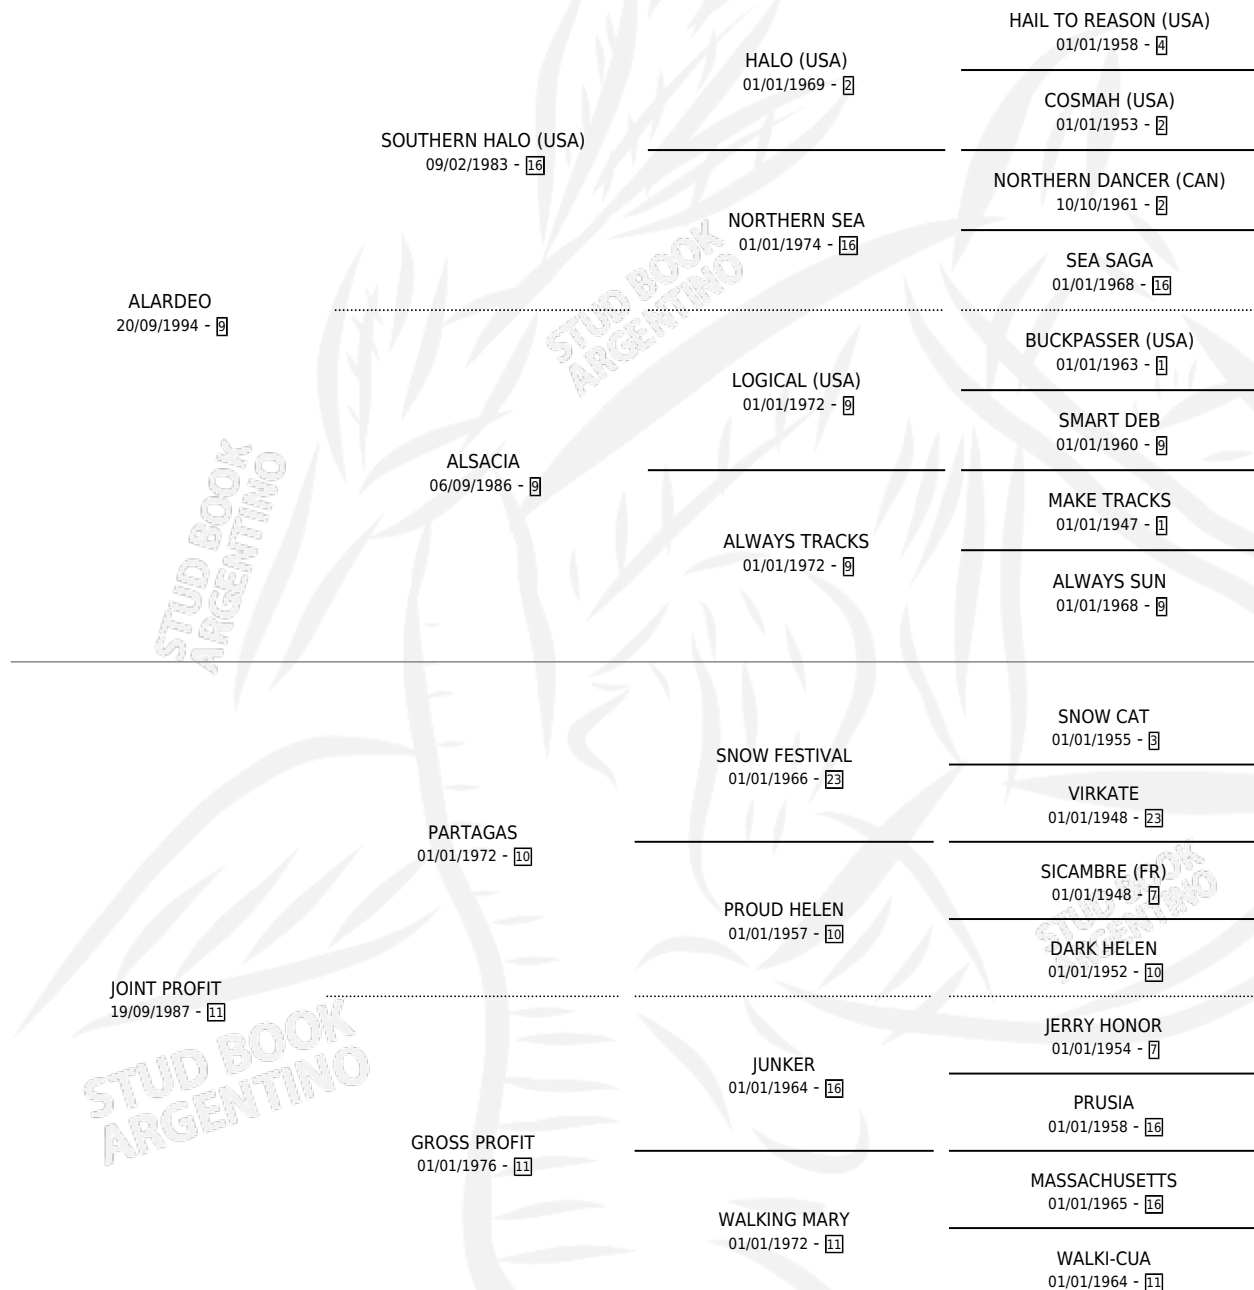 HAIL TO REASON (USA)
01/01/1958 - 4
HALO (USA)
01/01/1969 - 2
COSMAH (USA)
01/01/1953 - 2
SOUTHERN HALO (USA)
09/02/1983 - 16
NORTHERN DANCER (CAN)
10/10/1961 - 2
NORTHERN SEA
01/01/1974 - 16
SEA SAGA
01/01/1968 - 16
STUD BOOK
ARGENTINO
ALARDEO
20/09/1994 - 9
BUCKPASSER (USA)
01/01/1963 - 1
LOGICAL (USA)
01/01/1972 - 9
SMART DEB
01/01/1960 - 9
ALSACIA
06/09/1986 - 9
MAKE TRACKS
01/01/1947 - 1
ALWAYS TRACKS
01/01/1972 - 9
ALWAYS SUN
01/01/1968 - 9
STUD BOOK
ARGENTINO
SNOW CAT
01/01/1955 - 3
SNOW FESTIVAL
01/01/1966 - 23
VIRKATE
01/01/1948 - 23
PARTAGAS
01/01/1972 - 10
SICAMBRE (FR)
01/01/1948 - 7
PROUD HELEN
01/01/1957 - 10
DARK HELEN
01/01/1952 - 10
STUD BOOK
ARGENTINO
JOINT PROFIT
19/09/1987 - 11
JERRY HONOR
01/01/1954 - 7
JUNKER
01/01/1964 - 16
PRUSIA
01/01/1958 - 16
STUD BOOK
ARGENTINO
GROSS PROFIT
01/01/1976 - 11
MASSACHUSETTS
01/01/1965 - 16
WALKING MARY
01/01/1972 - 11
WALKI-CUA
01/01/1964 - 11